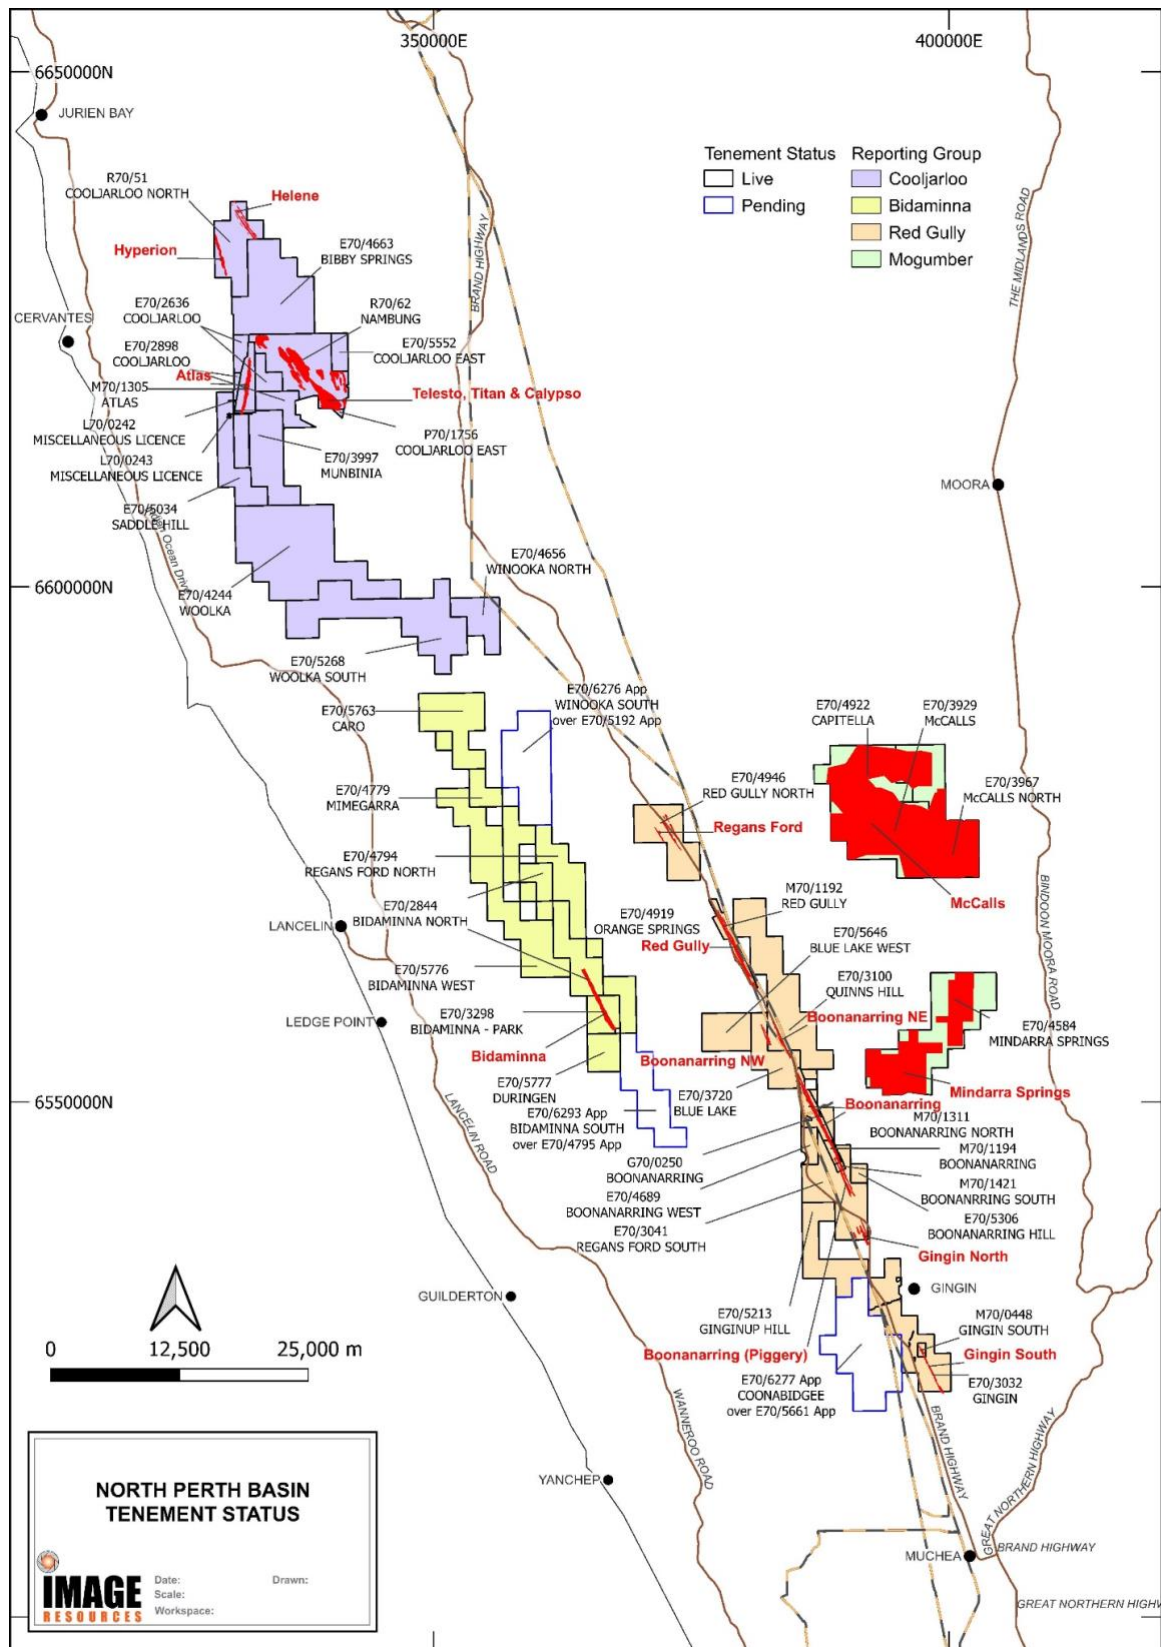 350000E
400000E
6650000N
JURIEN BAY
Tenement Status
Live
Pending
Reporting Group
Cooljarloo
Bidaminna
Red Gully
Mogumber
R70/51
COOLJARLOO NORTH
Helene
Hyperion
E70/4663
BIBBY SPRINGS
BRAND HIGHWAY
THE MIDLANDS ROAD
E70/2636
COOLJARLOO
R70/62
NAMBUNG
CERVANTES
E70/2898
COOLJARLOO
E70/5552
COOLJARLOO EAST
Atlas
M70/1305
ATLAS
Telesto, Titan & Calypso
L70/0242
MISCELLANEOUS LICENCE
P70/1756
COOLJARLOO EAST
L70/0243
MISCELLANEOUS LICENCE
E70/3997
MUNBINIA
MOORA
E70/5034
SADDLE HILL
Indian Ocean Drive
E70/4656
WINOOKA NORTH
6600000N
E70/4244
WOOLKA
E70/5268
WOOLKA SOUTH
E70/6276 App
WINOOKA SOUTH
over E70/5192 App
E70/5763
CARO
E70/4922
CAPITELLA
E70/3929
McCALLS
E70/4779
MIMEGARRA
E70/4946
RED GULLY NORTH
E70/3967
McCALLS NORTH
Regans Ford
E70/4794
REGANS FORD NORTH
M70/1192
RED GULLY
McCalls
BINDOON MOORA ROAD
E70/2844
BIDAMINNA NORTH
E70/4919
ORANGE SPRINGS
LANCELIN
Red Gully
E70/5646
BLUE LAKE WEST
E70/5776
BIDAMINNA WEST
E70/3100
QUINNS HILL
E70/3298
BIDAMINNA - PARK
LEDGE POINT
Boonanarring NE
E70/4584
MINDARRA SPRINGS
Bidaminna
Boonanarring NW
E70/5777
DURINGEN
E70/3720
BLUE LAKE
Mindarra Springs
6550000N
Boonanarring
E70/6293 App
BIDAMINNA SOUTH
over E70/4795 App
M70/1311
BOONANARRING NORTH
LANCELIN ROAD
M70/1194
BOONANARRING
G70/0250
BOONANARRING
M70/1421
BOONANRRING SOUTH
E70/4689
BOONANARRING WEST
E70/5306
BOONANARRING HILL
E70/3041
REGANS FORD SOUTH
Gingin North
GUILDERTON
GINGIN
E70/5213
GINGINUP HILL
M70/0448
GINGIN SOUTH
Boonanarring (Piggery)
Gingin South
0 12,500 25,000 m
E70/6277 App
COONABIDGEE
over E70/5661 App
E70/3032
GINGIN
WANNEROO ROAD
BRAND HIGHWAY
GREAT NORTHERN HIGHWAY
YANCHEP
MUCHEA
BRAND HIGHWAY
GREAT NORTHERN HIGHW
NORTH PERTH BASIN
TENEMENT STATUS
IMAGE
RESOURCES
Date: Drawn:
Scale:
Workspace: